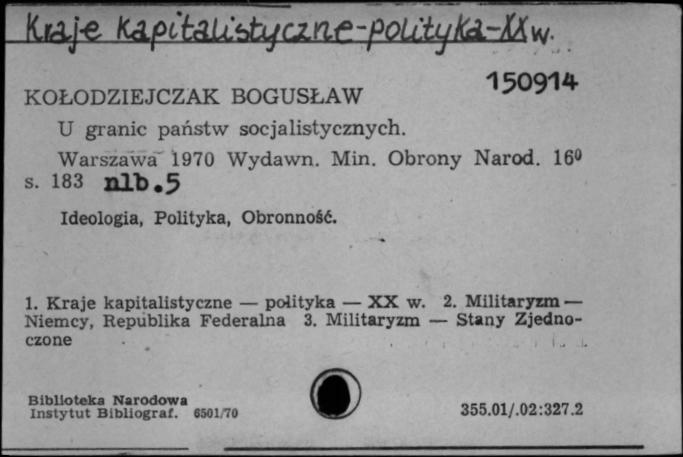 Kraje kapitalistyczne-polityka-XX w.
150914
KOŁODZIEJCZAK BOGUSŁAW
U granic państw socjalistycznych.
Warszawa 1970 Wydawn. Min. Obrony Narod. 16⁰
s. 183 nlb.5
Ideologia, Polityka, Obronność.
1. Kraje kapitalistyczne — polityka — XX w. 2. Militaryzm —
Niemcy, Republika Federalna 3. Militaryzm — Stany Zjedno-
czone
Biblioteka Narodowa
Instytut Bibliograf. 6501/70
355.01/.02:327.2